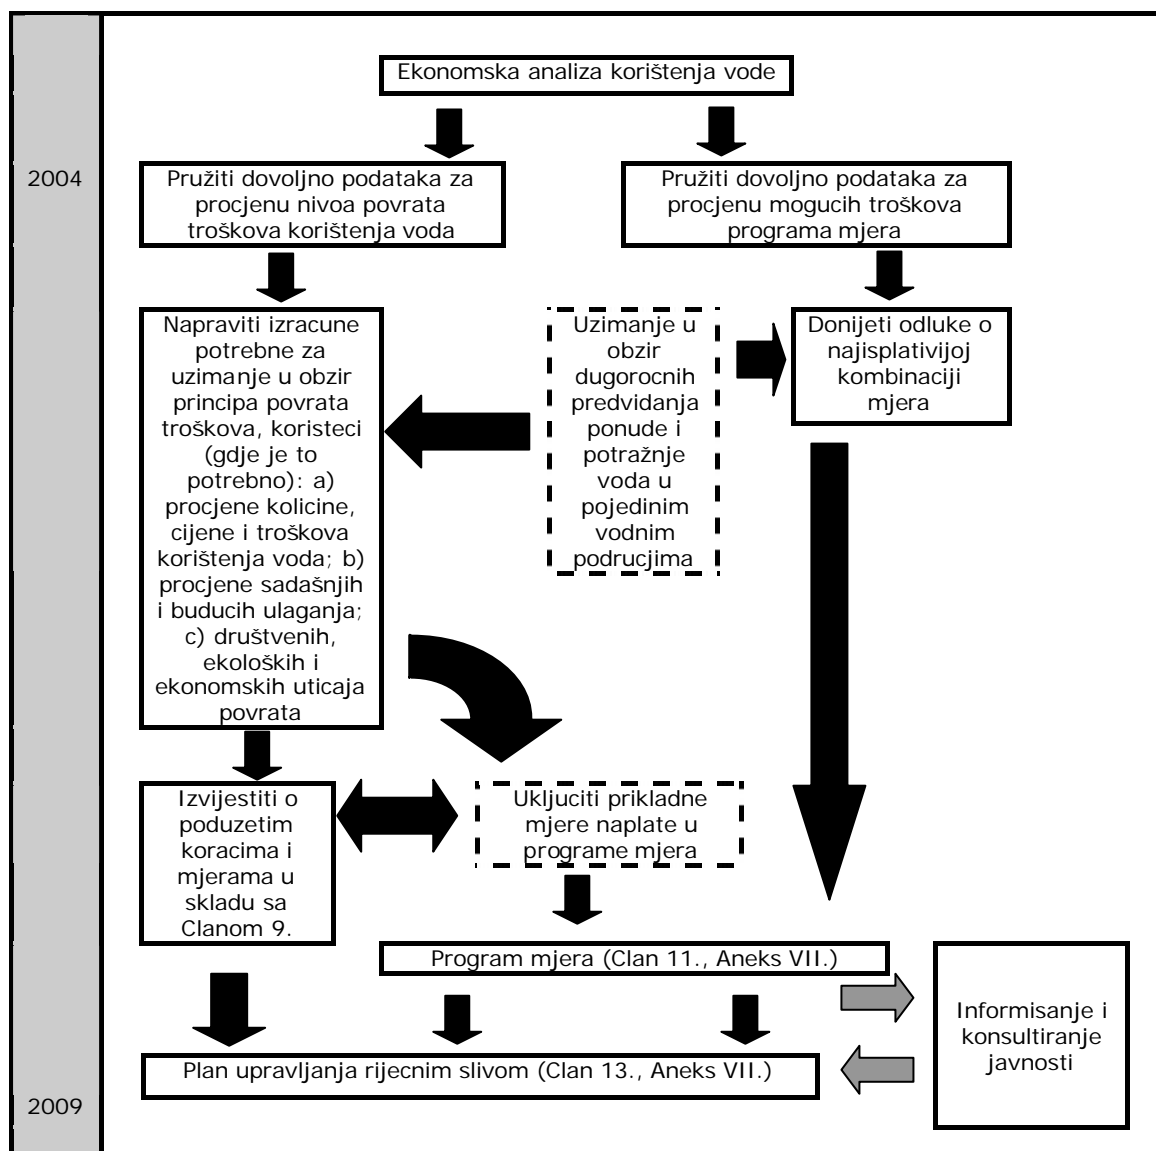 Ekonomska analiza korištenja vode
2004
Pružiti dovoljno podataka za
procjenu nivoa povrata
troškova korištenja voda
Pružiti dovoljno podataka za
procjenu mogucih troškova
programa mjera
Napraviti izracune
potrebne za
uzimanje u obzir
principa povrata
troškova, koristeci
(gdje je to
potrebno): a)
procjene kolicine,
cijene i troškova
korištenja voda; b)
procjene sadašnjih
i buducih ulaganja;
c) društvenih,
ekoloških i
ekonomskih uticaja
povrata
Uzimanje u
obzir
dugorocnih
predvidanja
ponude i
potražnje
voda u
pojedinim
vodnim
podrucjima
Donijeti odluke o
najisplativijoj
kombinaciji
mjera
Izvijestiti o
poduzetim
koracima i
mjerama u
skladu sa
Clanom 9.
Ukljuciti prikladne
mjere naplate u
programe mjera
Program mjera (Clan 11., Aneks VII.)
Informisanje i
konsultiranje
javnosti
Plan upravljanja rijecnim slivom (Clan 13., Aneks VII.)
2009